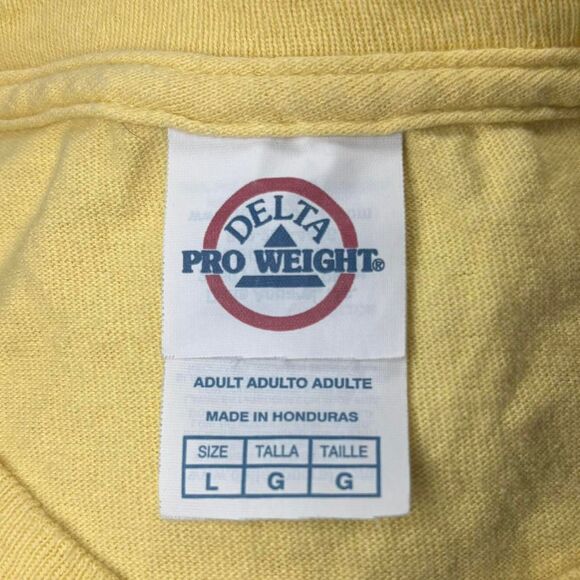 DELTA
PRO WEIGHT®
ADULT ADULTO ADULTE
MADE IN HONDURAS
SIZE TALLA TAILLE
L G G